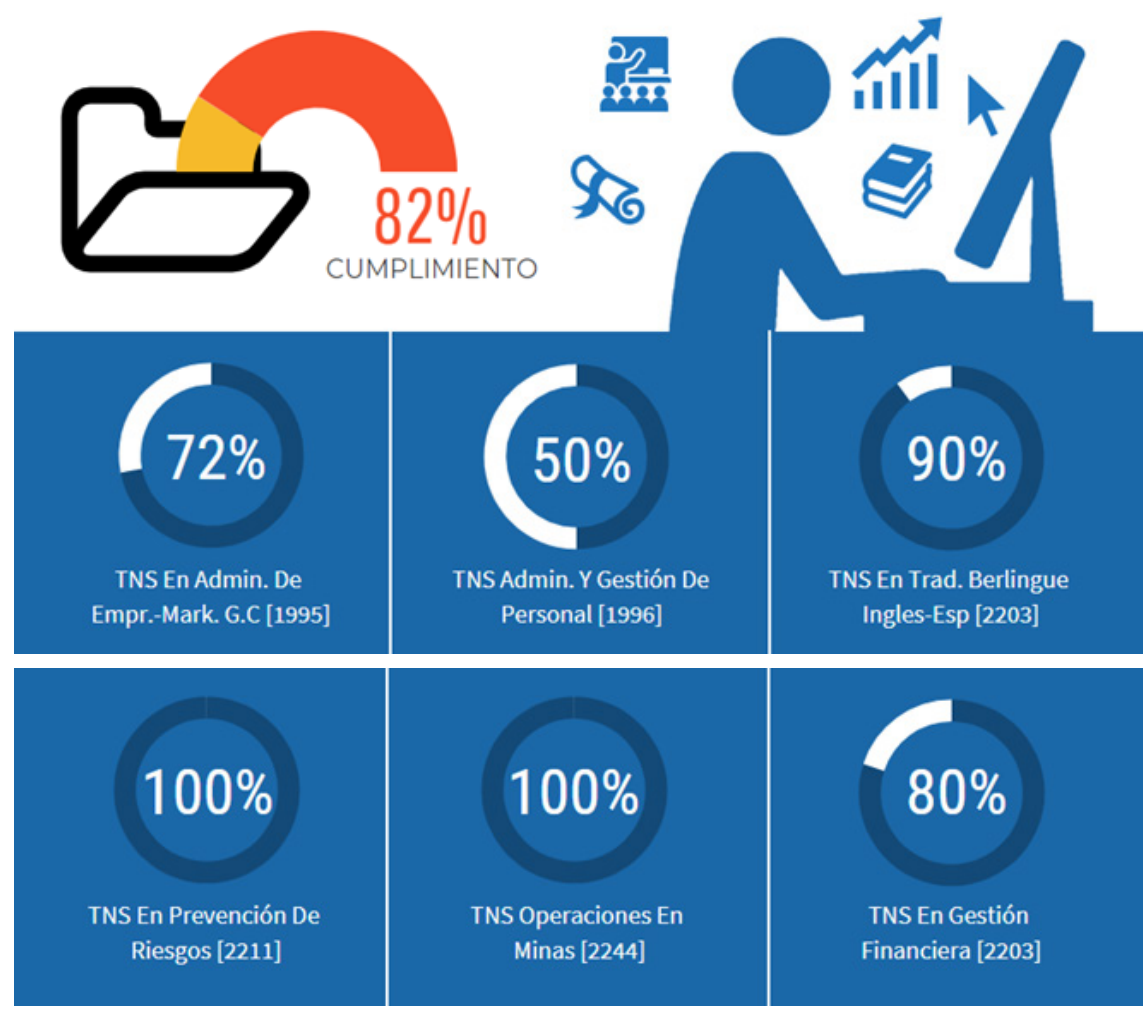 82%
CUMPLIMIENTO
72%
TNS En Admin. De
Empr.-Mark. G.C [1995]
50%
TNS Admin. Y Gestión De
Personal [1996]
90%
TNS En Trad. Berlingue
Ingles-Esp [2203]
100%
TNS En Prevención De
Riesgos [2211]
100%
TNS Operaciones En
Minas [2244]
80%
TNS En Gestión
Financiera [2203]